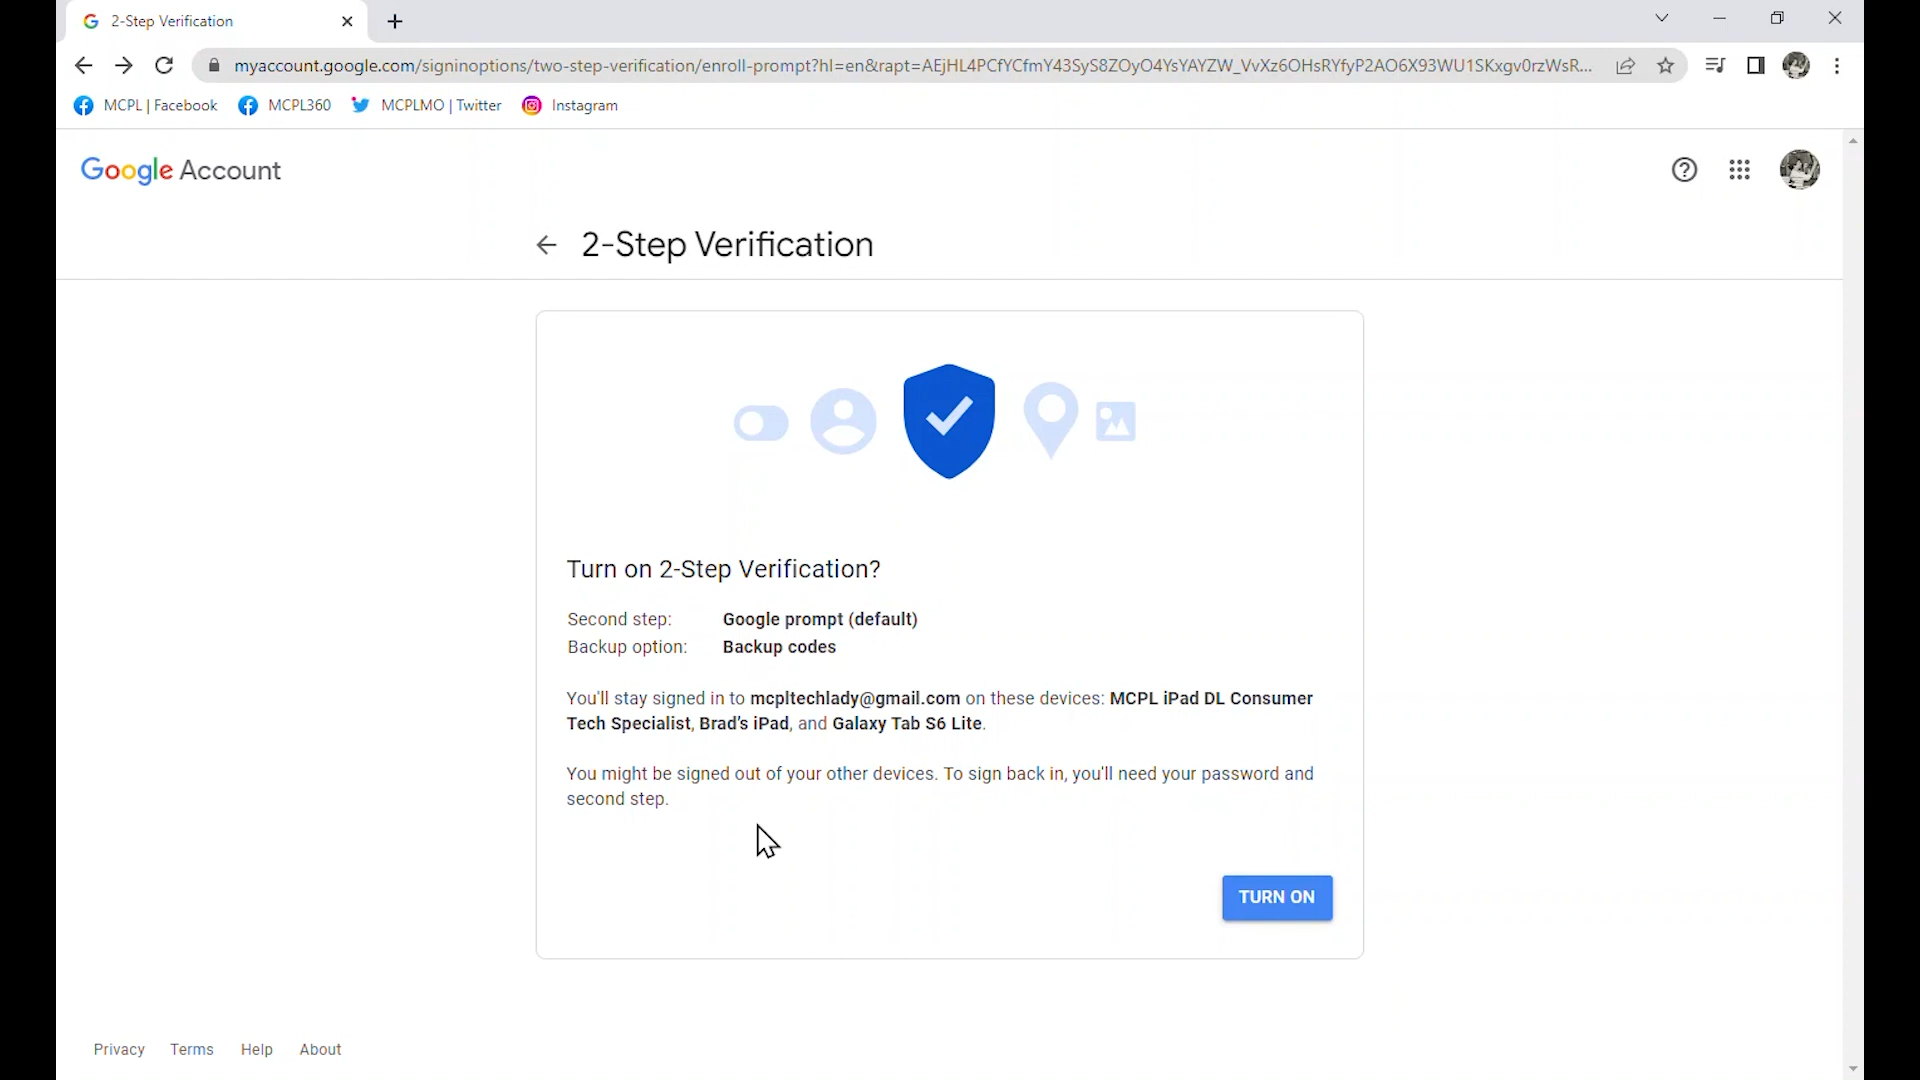 2-Step Verification
myaccount.google.com/signinoptions/two-step-verification/enroll-prompt?hl=en&rapt=AEjHL4PCfYCfmY43SyS8ZOyO4YsYAYZW_VvXz6OHsRYfyP2AO6X93WU1SKxgv0rzWsR...
MCPL | Facebook MCPL360 MCPLMO | Twitter Instagram
Google Account
2-Step Verification
Turn on 2-Step Verification?
Second step: Google prompt (default)
Backup option: Backup codes
You'll stay signed in to mcpltechlady@gmail.com on these devices: MCPL iPad DL Consumer
Tech Specialist, Brad’s iPad, and Galaxy Tab S6 Lite.
You might be signed out of your other devices. To sign back in, you'll need your password and
second step.
TURN ON
Privacy Terms Help About